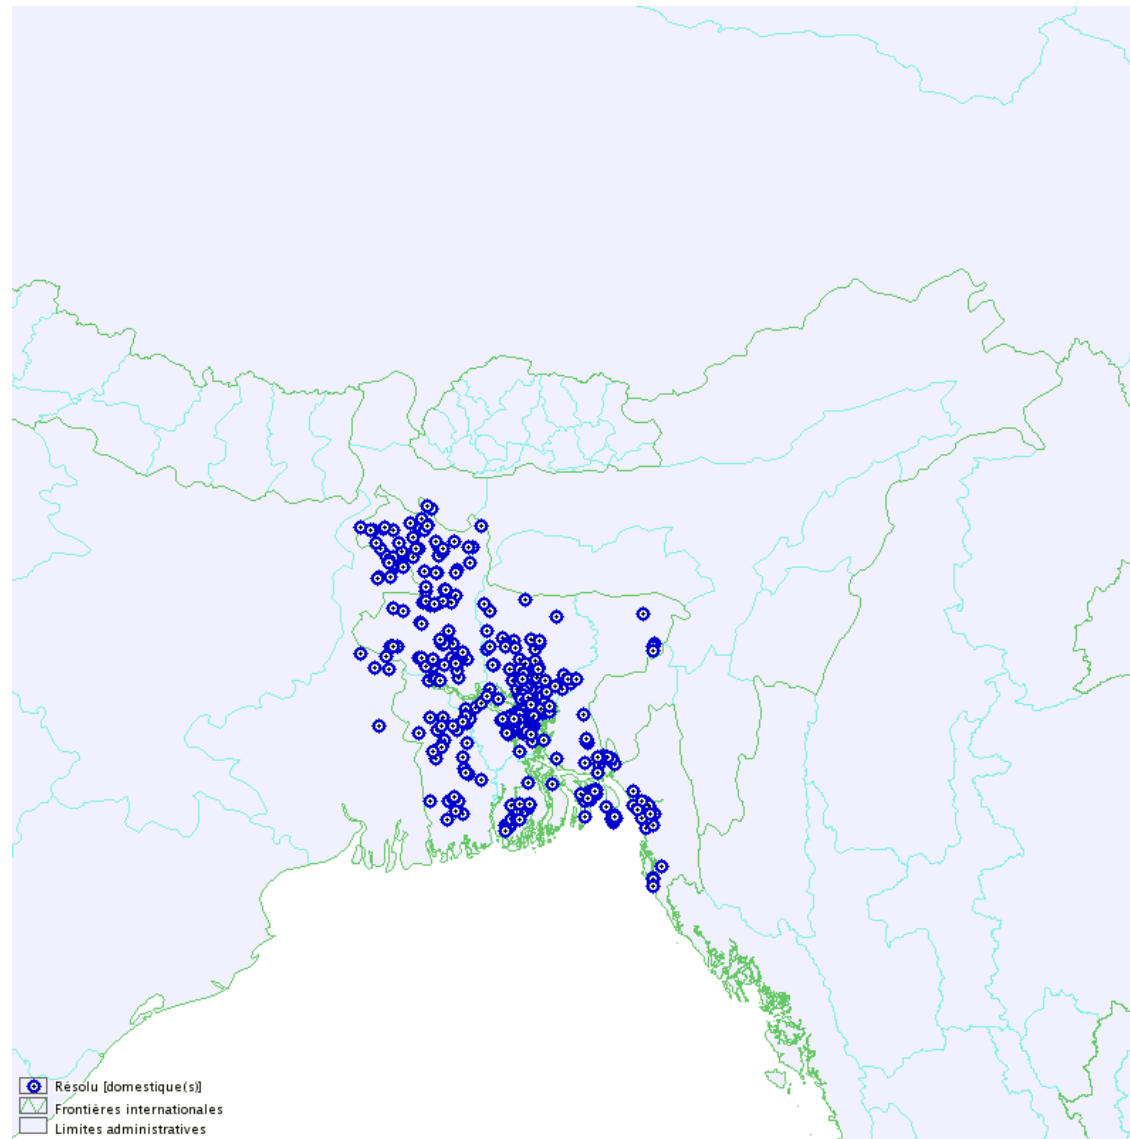 Résolu [domestique(s)]
Frontières internationales
Limites administratives